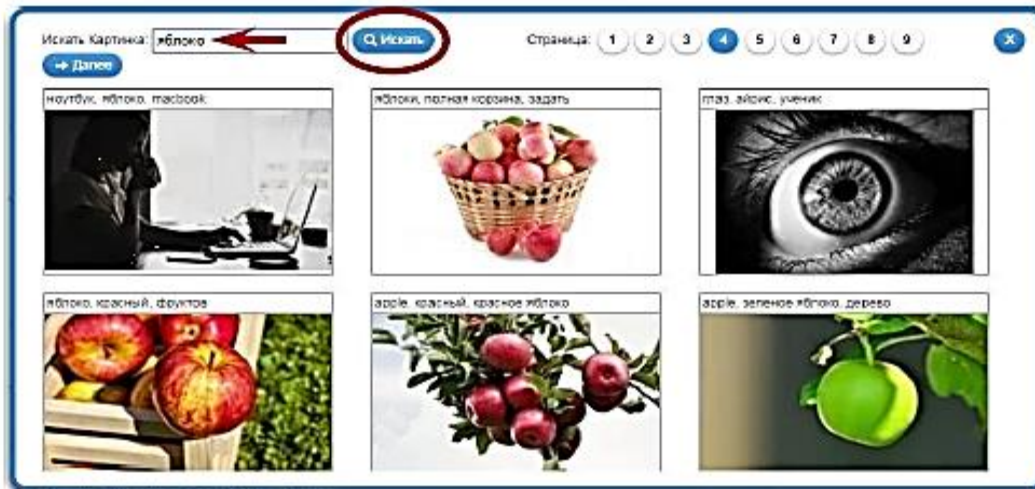 Искать Картинка: яблоко Искать Страница: 1 2 3 4 5 6 7 8 9 X
Далее
ноутбук, яблоко, macbook
яблоки, полная корзина, задать
глаз, айрис, ученик
яблоко, красный, фруктов
apple, красный, красное яблоко
apple, зеленое яблоко, дерево